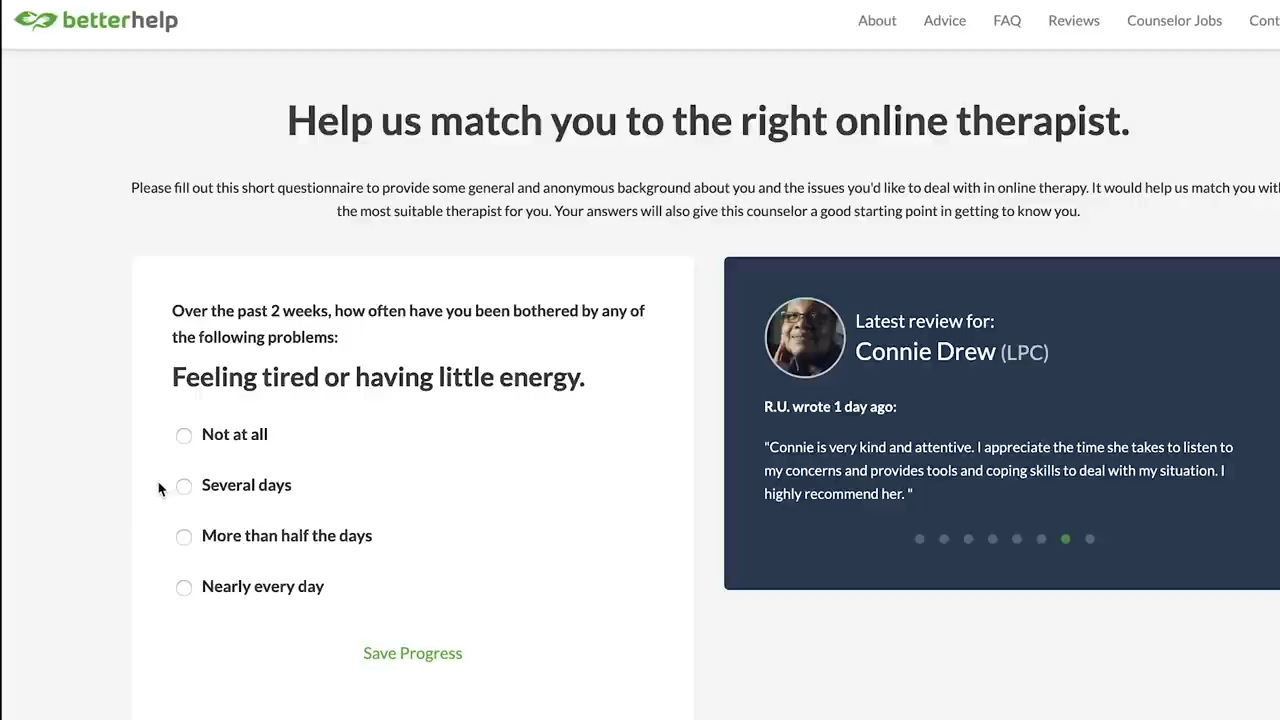 betterhelp
About Advice FAQ Reviews Counselor Jobs Cont
Help us match you to the right online therapist.
Please fill out this short questionnaire to provide some general and anonymous background about you and the issues you'd like to deal with in online therapy. It would help us match you with
the most suitable therapist for you. Your answers will also give this counselor a good starting point in getting to know you.
Over the past 2 weeks, how often have you been bothered by any of
the following problems:
Feeling tired or having little energy.
Not at all
Several days
More than half the days
Nearly every day
Save Progress
Latest review for:
Connie Drew (LPC)
R.U. wrote 1 day ago:
"Connie is very kind and attentive. I appreciate the time she takes to listen to
my concerns and provides tools and coping skills to deal with my situation. I
highly recommend her. "